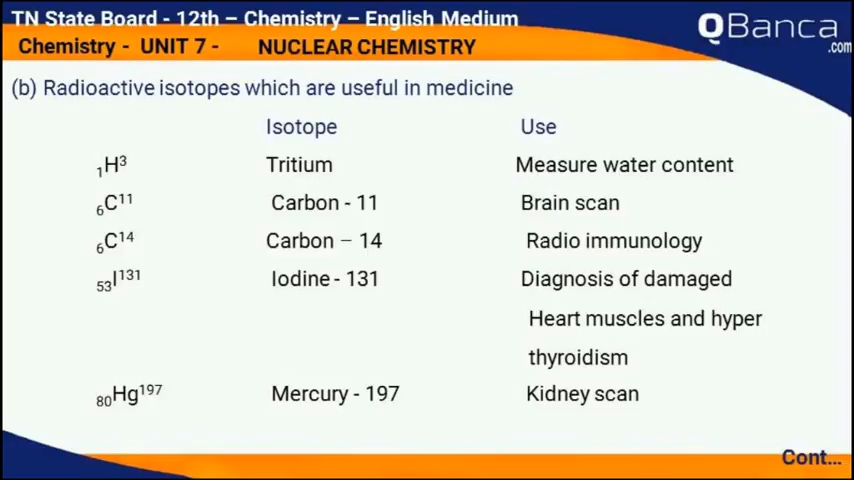 TN State Board - 12th – Chemistry – English Medium
QBanca
.com
Chemistry - UNIT 7 - NUCLEAR CHEMISTRY
(b) Radioactive isotopes which are useful in medicine
Isotope Use
₁H³ Tritium Measure water content
₆C¹¹ Carbon - 11 Brain scan
₆C¹⁴ Carbon – 14 Radio immunology
₅₃I¹³¹ Iodine - 131 Diagnosis of damaged
Heart muscles and hyper
thyroidism
₈₀Hg¹⁹⁷ Mercury - 197 Kidney scan
Cont...